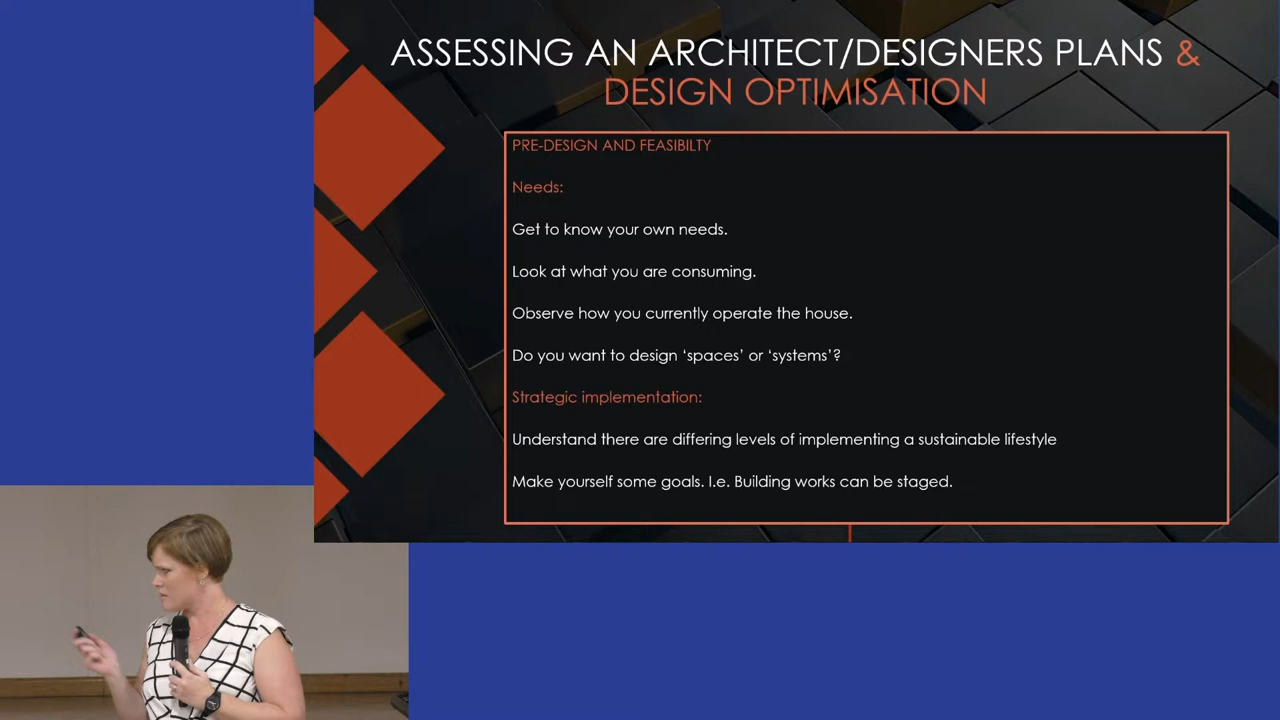 ASSESSING AN ARCHITECT/DESIGNERS PLANS &
DESIGN OPTIMISATION
PRE-DESIGN AND FEASIBILTY
Needs:
Get to know your own needs.
Look at what you are consuming.
Observe how you currently operate the house.
Do you want to design ‘spaces’ or ‘systems’?
Strategic implementation:
Understand there are differing levels of implementing a sustainable lifestyle
Make yourself some goals. I.e. Building works can be staged.